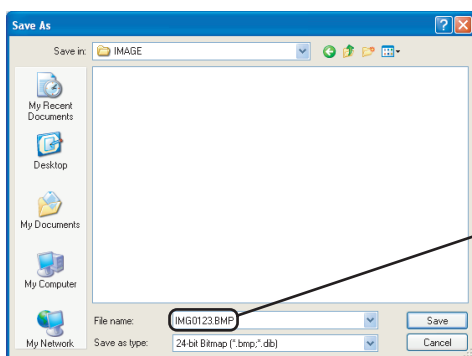 Save As
Save in:
IMAGE
My Recent
Documents
Desktop
My Documents
My Computer
My Network
File name:
IMG0123.BMP
Save
Save as type:
24-bit Bitmap (*.bmp;*.dib)
Cancel